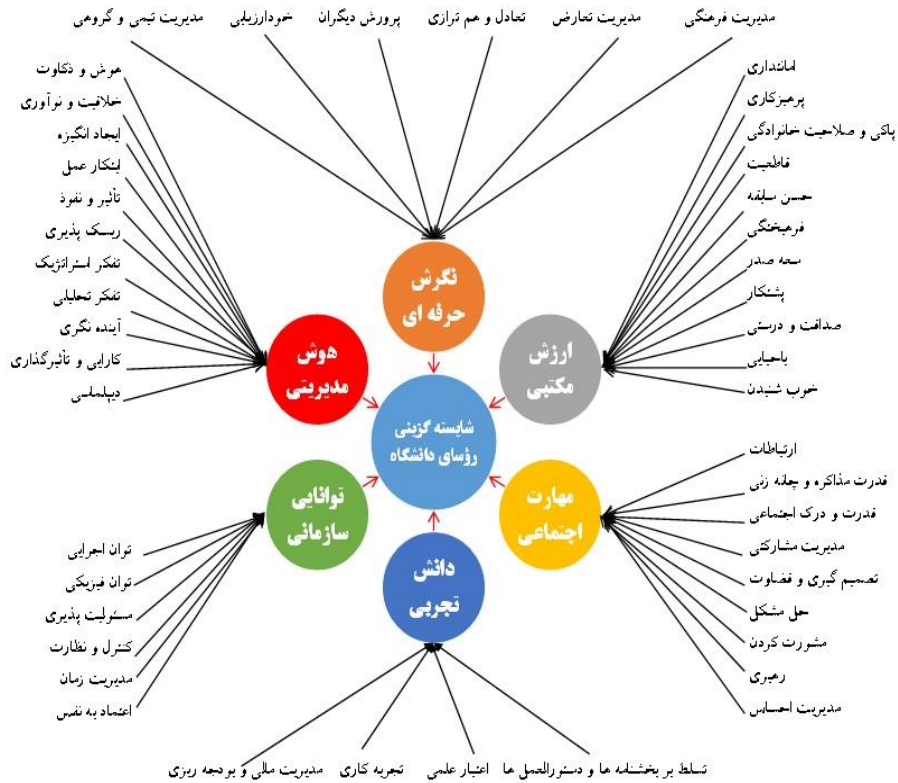 مدیریت فرهنگی
مدیریت تعارض
تعادل و هم ترازی
پرورش دیگران
خودارزیابی
مدیریت تیمی و گروهی
امانتداری
پرهیزکاری
پاکی و صلاحیت خانوادگی
قاطعیت
حسن سابقه
فرهیختگی
سعه صدر
پشتکار
صداقت و درستی
باحیایی
خوب شنیدن
هوش و ذکاوت
خلاقیت و نوآوری
ایجاد انگیزه
ابتکار عمل
تأثیر و نفوذ
ریسک پذیری
تفکر استراتژیک
تفکر تحلیلی
آینده نگری
کارایی و تأثیرگذاری
دیپلماسی
نگرش
حرفه ای
ارزش
مکتبی
هوش
مدیریتی
شایسته گزینی
رؤسای دانشگاه
مهارت
اجتماعی
توانایی
سازمانی
دانش
تجربی
ارتباطات
قدرت مذاکره و چانه زنی
قدرت و درک اجتماعی
مدیریت مشارکتی
تصمیم گیری و قضاوت
حل مشکل
مشورت کردن
رهبری
مدیریت احساس
توان اجرایی
توان فیزیکی
مسئولیت پذیری
کنترل و نظارت
مدیریت زمان
اعتماد به نفس
تسلط بر بخشنامه ها و دستورالعمل ها
اعتبار علمی
تجربه کاری
مدیریت مالی و بودجه ریزی